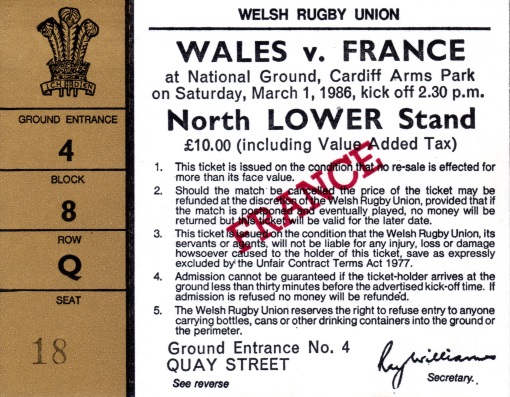 WELSH RUGBY UNION
WALES v. FRANCE
at National Ground, Cardiff Arms Park
on Saturday, March 1, 1986, kick off 2.30 p.m.
North LOWER Stand
£10.00 (including Value Added Tax)
1. This ticket is issued on the condition that no re-sale is effected for
more than its face value.
2. Should the match be cancelled the price of the ticket may be
refunded at the discretion of the Welsh Rugby Union, provided that if
the match is postponed and eventually played, no money will be
returned but this ticket will be valid for the later date.
3. This ticket is issued on the condition that the Welsh Rugby Union, its
servants or agents, will not be liable for any injury, loss or damage
howsoever caused to the holder of this ticket, save as expressly
excluded by the Unfair Contract Terms Act 1977.
4. Admission cannot be guaranteed if the ticket-holder arrives at the
ground less than thirty minutes before the advertised kick-off time. If
admission is refused no money will be refunded.
5. The Welsh Rugby Union reserves the right to refuse entry to anyone
carrying bottles, cans or other drinking containers into the ground or
the perimeter.
Ground Entrance No. 4
QUAY STREET
See reverse
Ray Williams
Secretary.
FRANCE
ICH DIEN
GROUND ENTRANCE
4
BLOCK
8
ROW
Q
SEAT
18